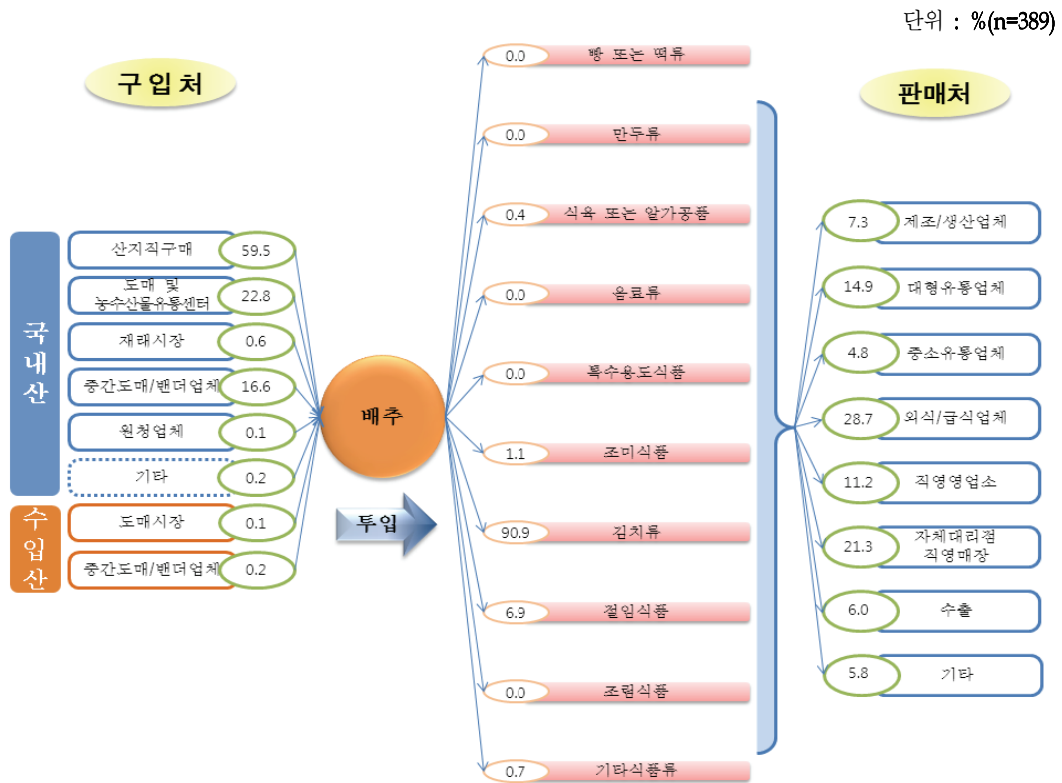 단위 : %(n=389)
구 입 처
국내산
산지직구매 59.5
도매 및
농수산물유통센터 22.8
재래시장 0.6
중간도매/밴더업체 16.6
원청업체 0.1
기타 0.2
수입산
도매시장 0.1
중간도매/밴더업체 0.2
배추
투입
0.0 빵 또는 떡류
0.0 만두류
0.4 식육 또는 알가공품
0.0 음료류
0.0 특수용도식품
1.1 조미식품
90.9 김치류
6.9 절임식품
0.0 조림식품
0.7 기타식품류
판매처
7.3 제조/생산업체
14.9 대형유통업체
4.8 중소유통업체
28.7 외식/급식업체
11.2 직영영업소
21.3 자체대리점
직영매장
6.0 수출
5.8 기타